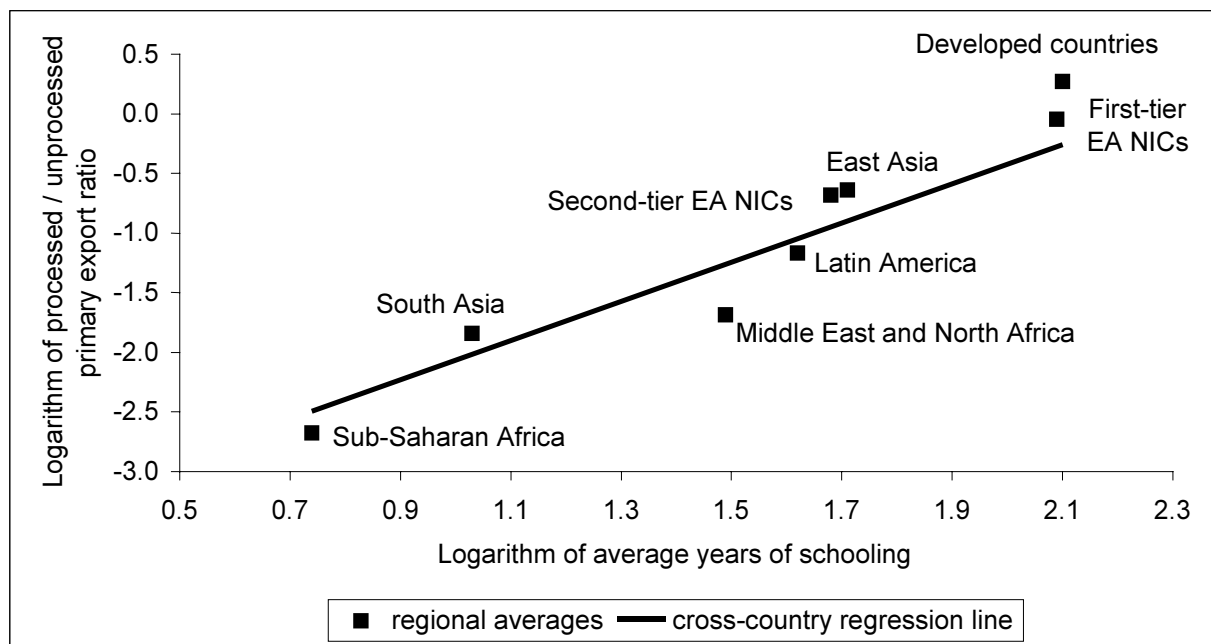 Logarithm of processed / unprocessed
primary export ratio
0.5
0.0
-0.5
-1.0
-1.5
-2.0
-2.5
-3.0
Developed countries
First-tier
EA NICs
East Asia
Second-tier EA NICs
Latin America
South Asia
Middle East and North Africa
Sub-Saharan Africa
0.5 0.7 0.9 1.1 1.3 1.5 1.7 1.9 2.1 2.3
Logarithm of average years of schooling
regional averages cross-country regression line